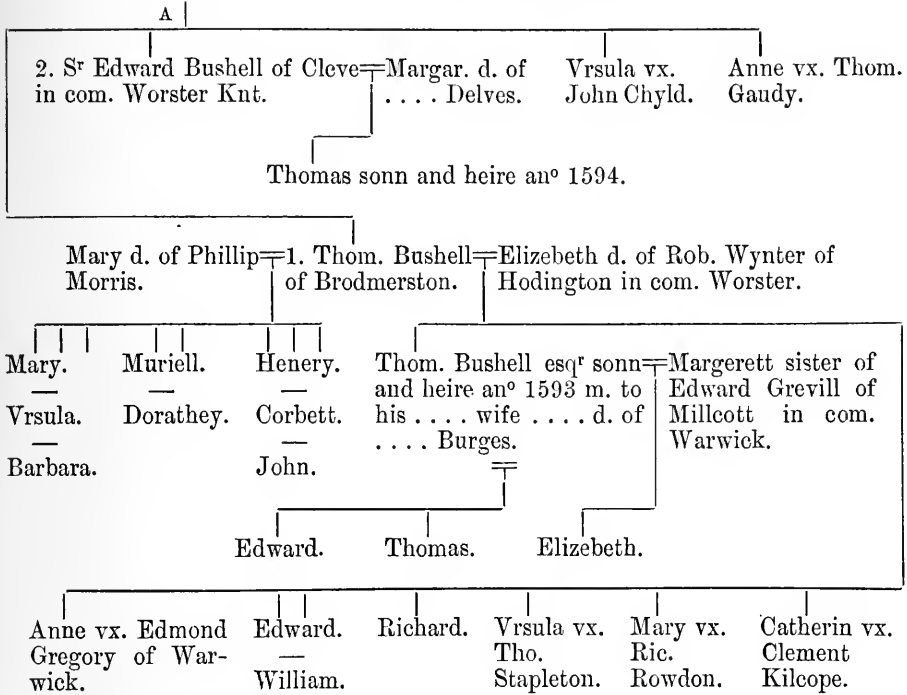 A
2. Sʳ Edward Bushell of Cleve Margar. d. of Vrsula vx. Anne vx. Thom.
in com. Worster Knt. . . . . Delves. John Chyld. Gaudy.
Thomas sonn and heire anº 1594.
Mary d. of Phillip 1. Thom. Bushell Elizebeth d. of Rob. Wynter of
Morris. of Brodmerston. Hodington in com. Worster.
Mary. Muriell. Henery. Thom. Bushell esqʳ sonn Margerett sister of
— — — and heire anº 1593 m. to Edward Grevill of
Vrsula. Dorathey. Corbett. his . . . . wife . . . . d. of Millcott in com.
— — . . . . Burges. Warwick.
Barbara. John.
Edward. Thomas. Elizebeth.
Anne vx. Edmond Edward. Richard. Vrsula vx. Mary vx. Catherin vx.
Gregory of War- — Tho. Ric. Clement
wick. William. Stapleton. Rowdon. Kilcope.